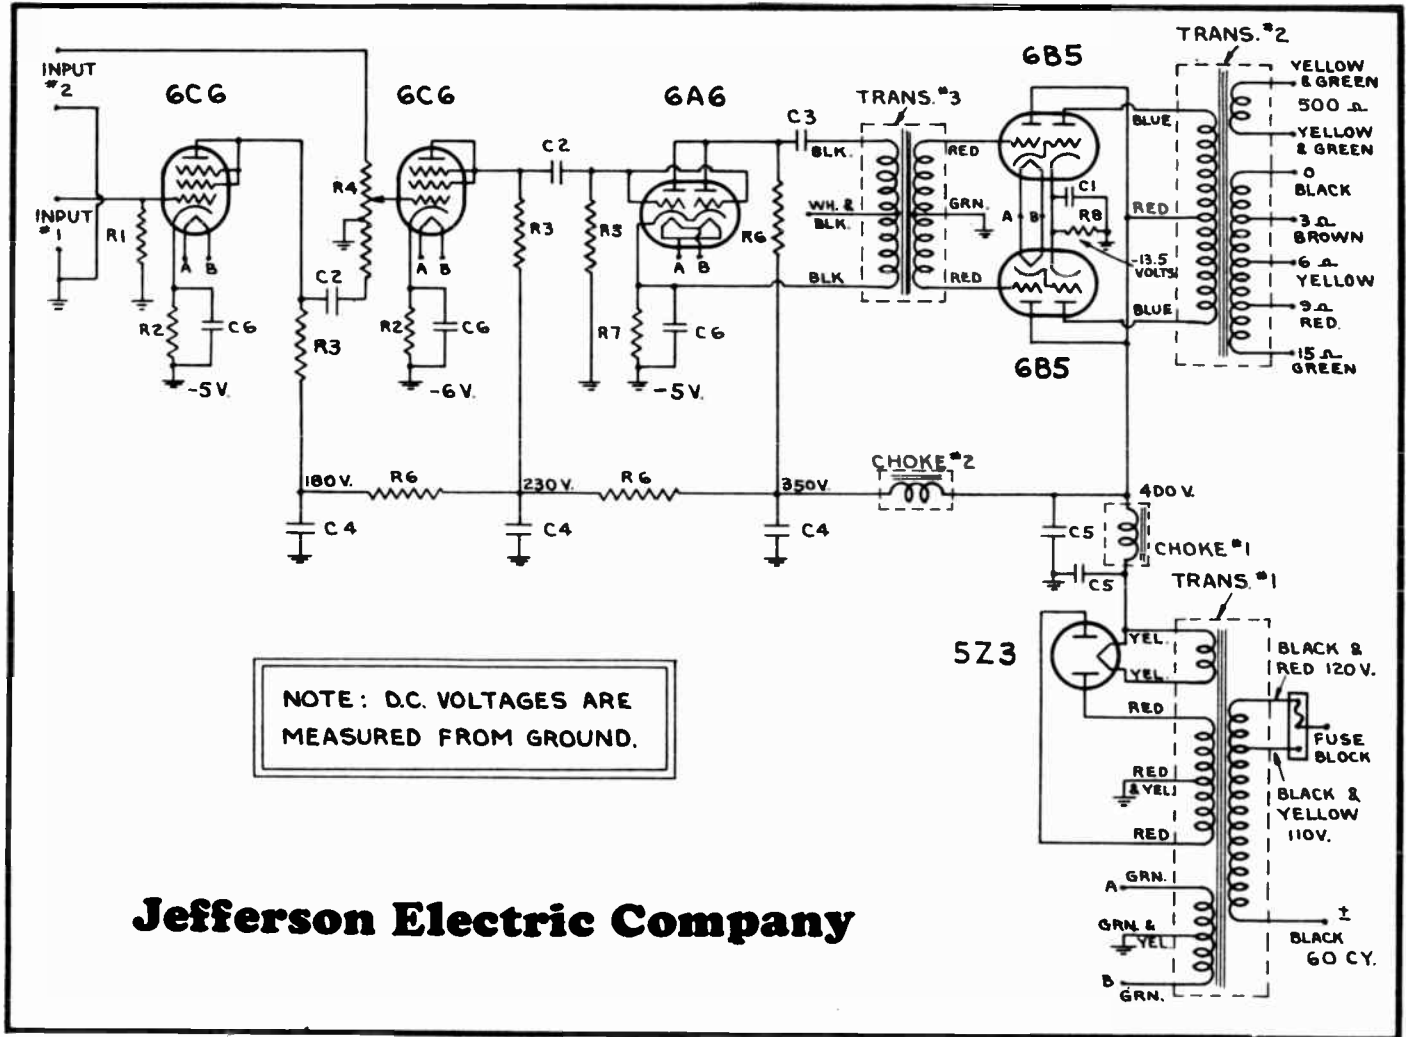 INPUT
#2
6C6
6C6
6A6
6B5
TRANS. #2
YELLOW
& GREEN
500 Ω
YELLOW
& GREEN
0
BLACK
3 Ω
BROWN
6 Ω
YELLOW
9 Ω
RED.
15 Ω
GREEN
TRANS. #3
C3
BLK.
RED
BLUE
C2
R4
INPUT
#1
R1
A B
R2
C6
-5V.
C2
R3
A B
R2
C6
-6V.
R3
R5
A B
R7
C6
-5V.
R6
WH. &
BLK.
GRN.
BLK
RED
A B
C1
R8
-13.5
VOLTS
RED
BLUE
6B5
180V.
R6
230V.
R6
350V.
CHOKE #2
400V.
C4
C4
C4
C5
C5
CHOKE #1
TRANS. #1
5Z3
YEL.
YEL.
RED
RED
& YEL.
RED
BLACK &
RED 120V.
FUSE
BLOCK
BLACK &
YELLOW
110V.
A
GRN.
GRN. &
YEL.
B
GRN.
±
BLACK
60 CY.
NOTE: D.C. VOLTAGES ARE
MEASURED FROM GROUND.
Jefferson Electric Company